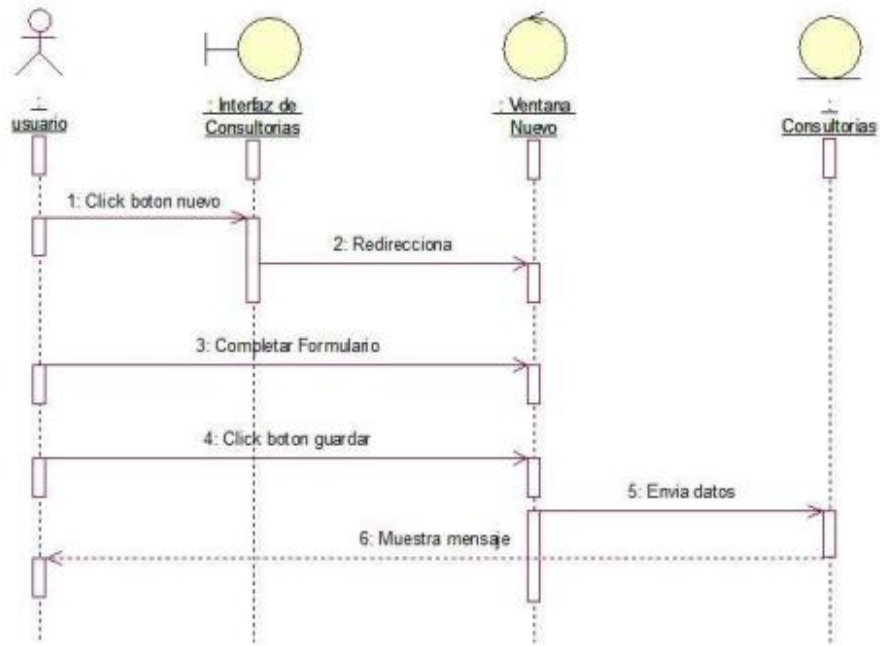 :
usuario
: Interfaz de
Consultorias
: Ventana
Nuevo
:
Consultorias
1: Click boton nuevo
2: Redirecciona
3: Completar Formulario
4: Click boton guardar
5: Envia datos
6: Muestra mensaje